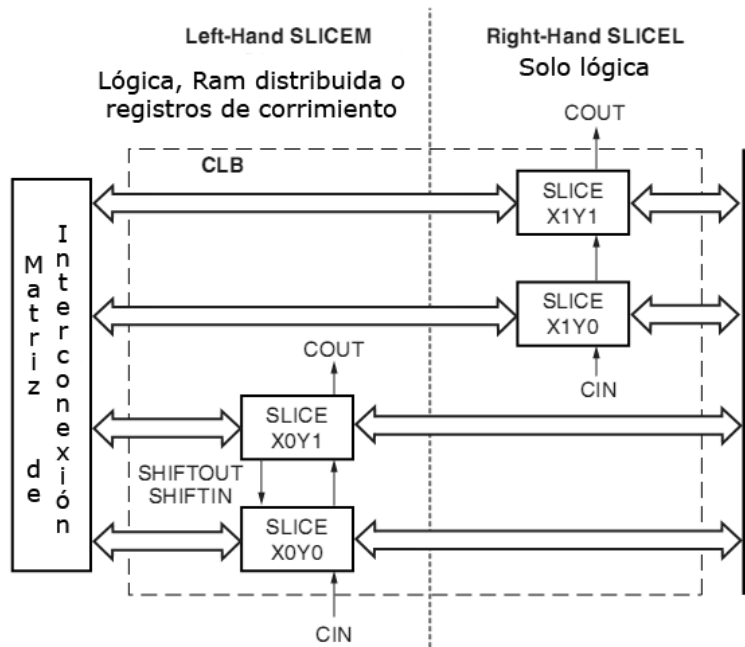 Left-Hand SLICEM
Right-Hand SLICEL
Lógica, Ram distribuida o
registros de corrimiento
Solo lógica
COUT
CLB
SLICE
X1Y1
Matriz de
Interconexión
SLICE
X1Y0
COUT
CIN
SLICE
X0Y1
SHIFTOUT
SHIFTIN
SLICE
X0Y0
CIN